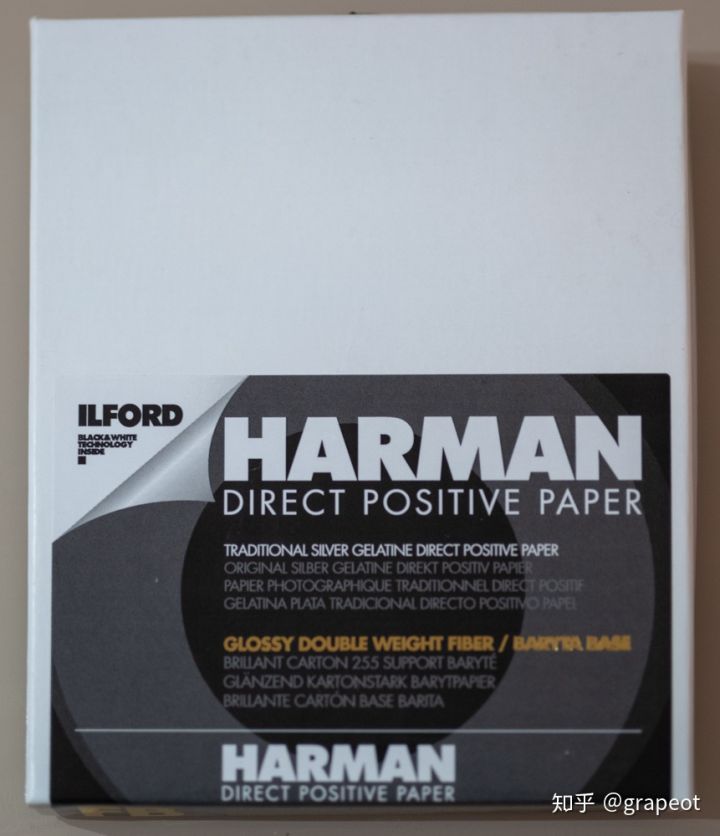 ILFORD
BLACK & WHITE
TECHNOLOGY
INSIDE
HARMAN
DIRECT POSITIVE PAPER
TRADITIONAL SILVER GELATINE DIRECT POSITIVE PAPER
ORIGINAL SILBER GELATINE DIREKT POSITIV PAPIER
PAPIER PHOTOGRAPHIQUE TRADITIONNEL DIRECT POSITIF
GELATINA PLATA TRADICIONAL DIRECTO POSITIVO PAPEL
GLOSSY DOUBLE WEIGHT FIBER / BARYTA BASE
BRILLANT CARTON 255 SUPPORT BARYTÉ
GLÄNZEND KARTONSTARK BARYTPAPIER
BRILLANTE CARTÓN BASE BARITA
HARMAN
DIRECT POSITIVE PAPER
知乎 @grapeot